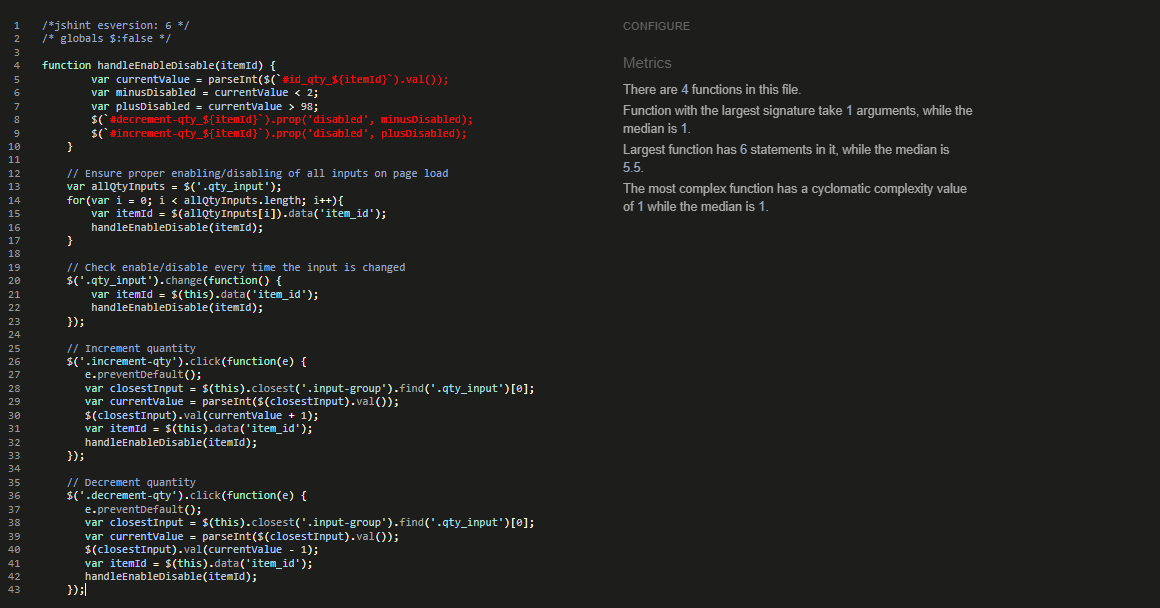 1 /*jshint esversion: 6 */
2 /* globals $:false */
3
4 function handleEnableDisable(itemId) {
5 var currentValue = parseInt($(`#id_qty_${itemId}`).val());
6 var minusDisabled = currentValue < 2;
7 var plusDisabled = currentValue > 98;
8 $(`#decrement-qty_${itemId}`).prop('disabled', minusDisabled);
9 $(`#increment-qty_${itemId}`).prop('disabled', plusDisabled);
10 }
11
12 // Ensure proper enabling/disabling of all inputs on page load
13 var allQtyInputs = $('.qty_input');
14 for(var i = 0; i < allQtyInputs.length; i++){
15 var itemId = $(allQtyInputs[i]).data('item_id');
16 handleEnableDisable(itemId);
17 }
18
19 // Check enable/disable every time the input is changed
20 $('.qty_input').change(function() {
21 var itemId = $(this).data('item_id');
22 handleEnableDisable(itemId);
23 });
24
25 // Increment quantity
26 $('.increment-qty').click(function(e) {
27 e.preventDefault();
28 var closestInput = $(this).closest('.input-group').find('.qty_input')[0];
29 var currentValue = parseInt($(closestInput).val());
30 $(closestInput).val(currentValue + 1);
31 var itemId = $(this).data('item_id');
32 handleEnableDisable(itemId);
33 });
34
35 // Decrement quantity
36 $('.decrement-qty').click(function(e) {
37 e.preventDefault();
38 var closestInput = $(this).closest('.input-group').find('.qty_input')[0];
39 var currentValue = parseInt($(closestInput).val());
40 $(closestInput).val(currentValue - 1);
41 var itemId = $(this).data('item_id');
42 handleEnableDisable(itemId);
43 });
CONFIGURE
Metrics
There are 4 functions in this file.
Function with the largest signature take 1 arguments, while the
median is 1.
Largest function has 6 statements in it, while the median is
5.5.
The most complex function has a cyclomatic complexity value
of 1 while the median is 1.